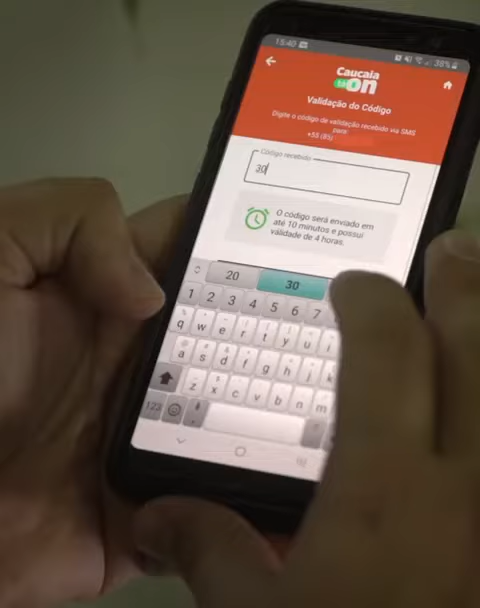 15:40
38%
Caucaia
tá on
Validação do Código
Digite o código de validação recebido via SMS
para:
+55 (85)
Código recebido
30
O código será enviado em
até 10 minutos e possui
válidade de 4 horas.
20 30
1 2 3 4 5 6 7
q w e r t y u i
a s d f g h j k
z x c v b n m
123